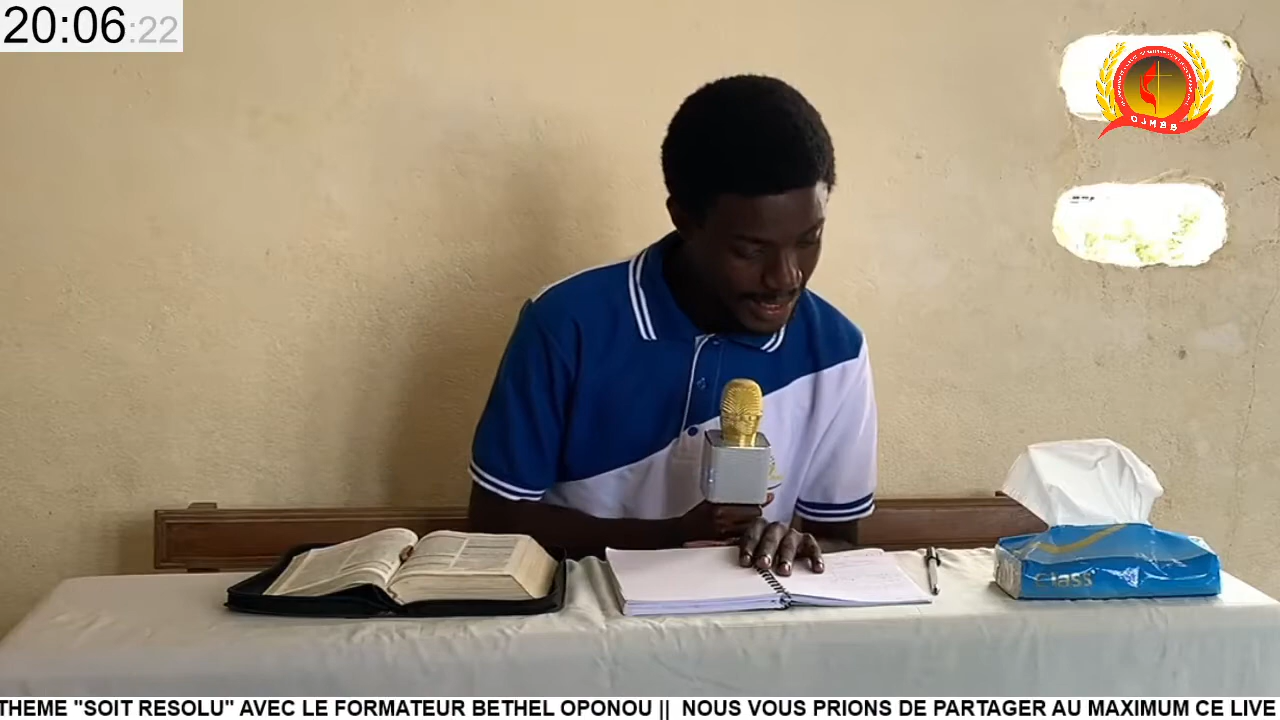 20:06:22
OJMBB
class
THEME "SOIT RESOLU" AVEC LE FORMATEUR BETHEL OPONOU || NOUS VOUS PRIONS DE PARTAGER AU MAXIMUM CE LIVE